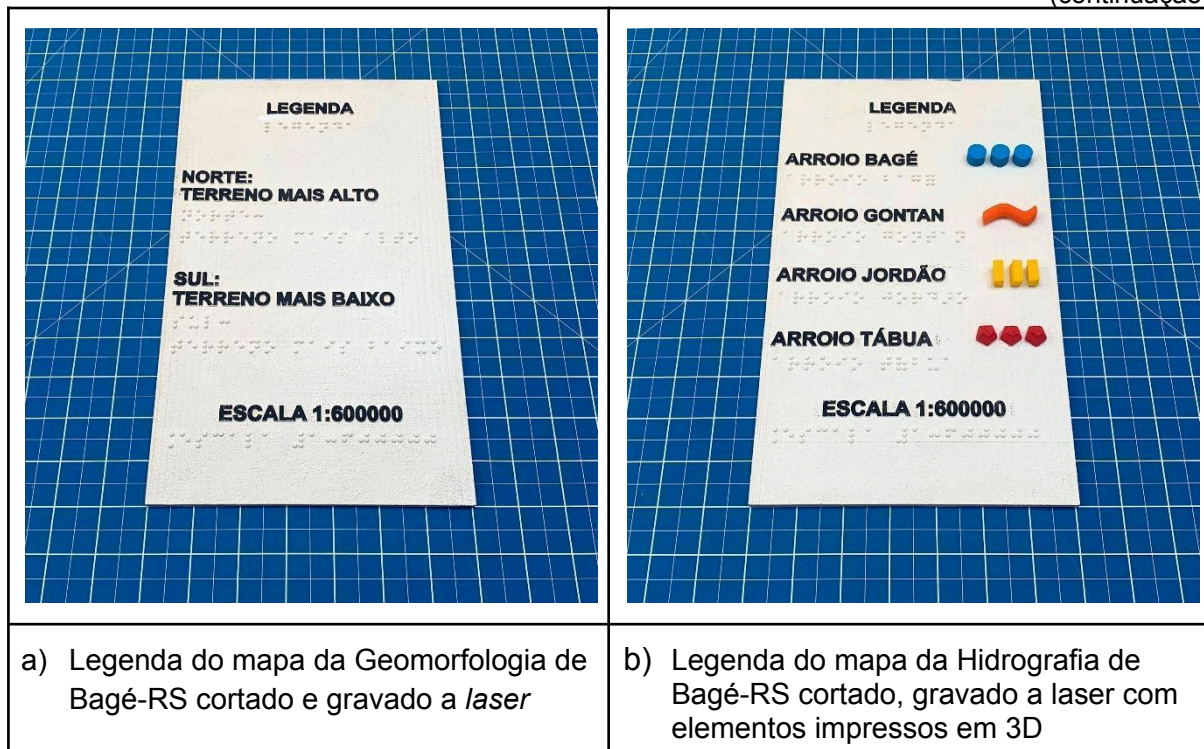 (continuação
LEGENDA
NORTE:
TERRENO MAIS ALTO
SUL:
TERRENO MAIS BAIXO
ESCALA 1:600000
LEGENDA
ARROIO BAGÉ
ARROIO GONTAN
ARROIO JORDÃO
ARROIO TÁBUA
ESCALA 1:600000
a) Legenda do mapa da Geomorfologia de
Bagé-RS cortado e gravado a laser
b) Legenda do mapa da Hidrografia de
Bagé-RS cortado, gravado a laser com
elementos impressos em 3D